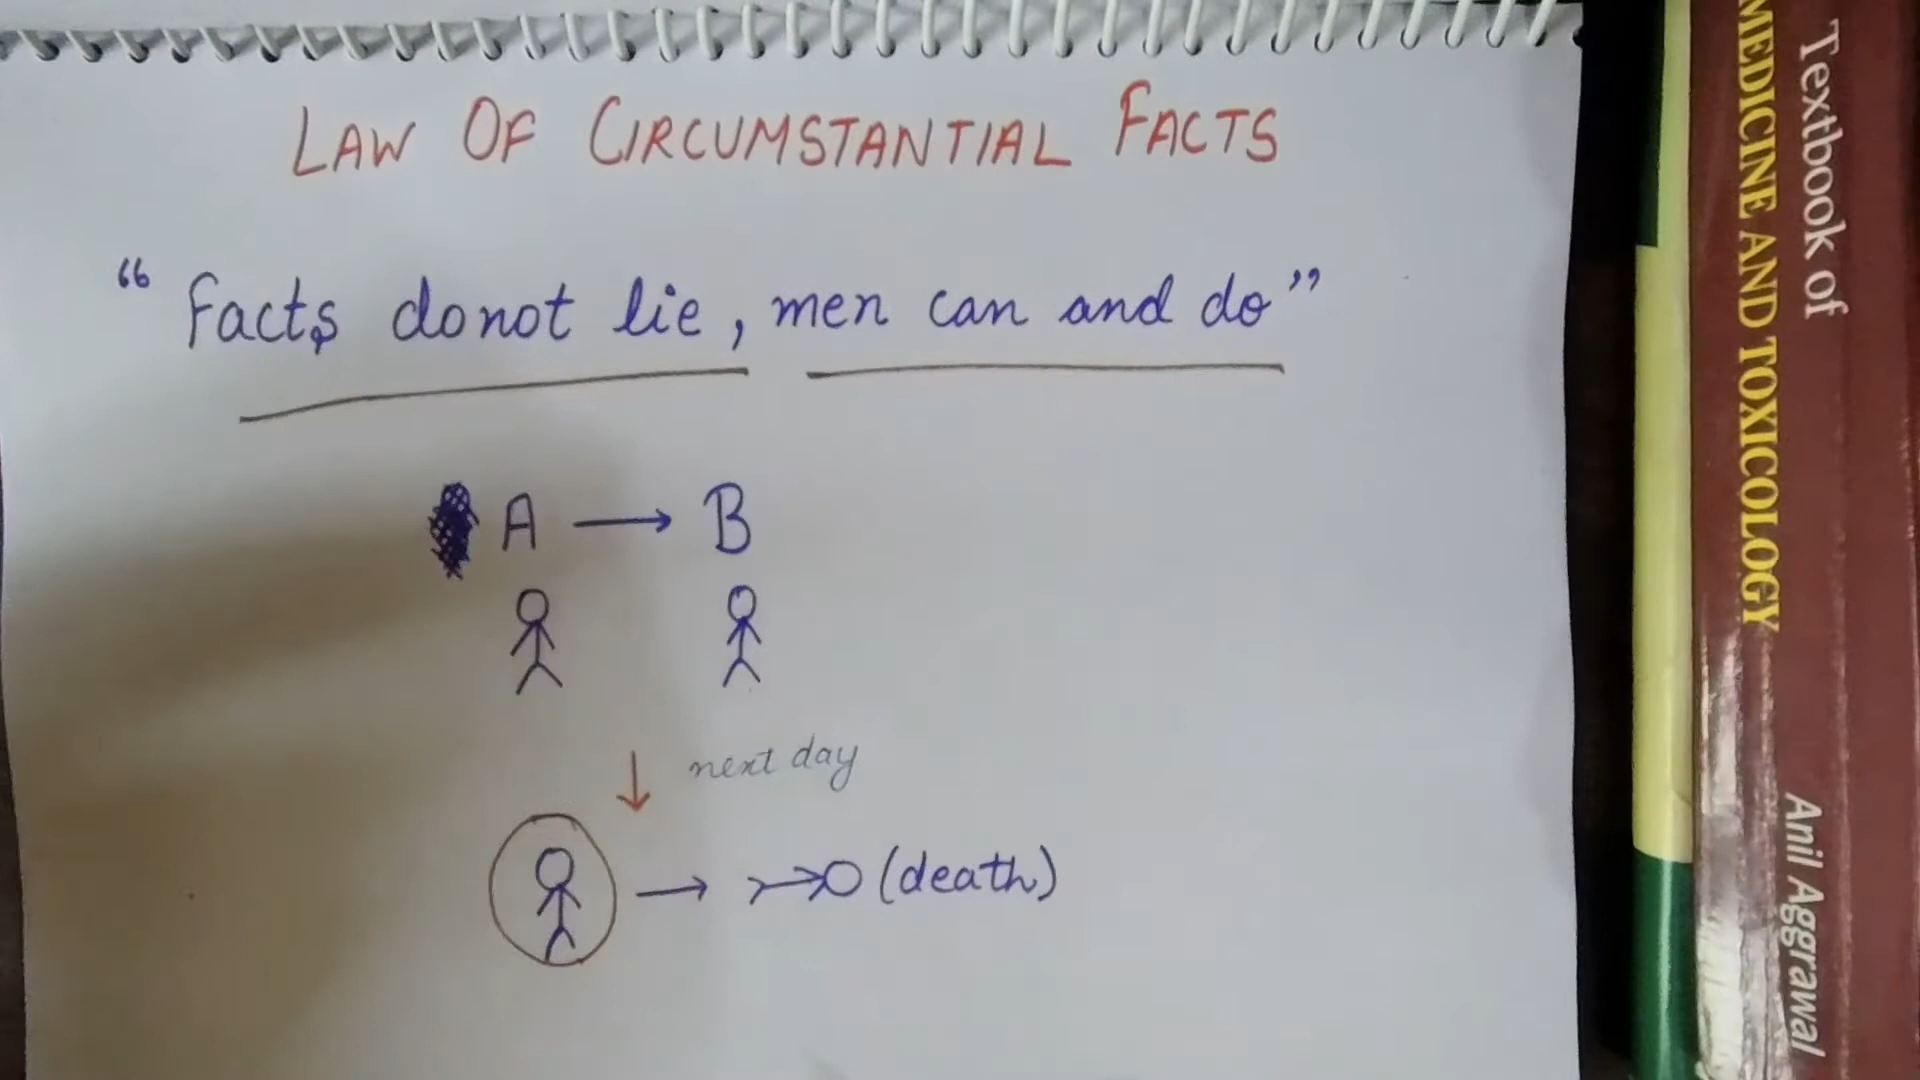 LAW OF CIRCUMSTANTIAL FACTS
“Facts donot lie, men can and do”
A → B
↓ next day
→ (death)
Textbook of
MEDICINE AND TOXICOLOGY
Anil Aggrawal